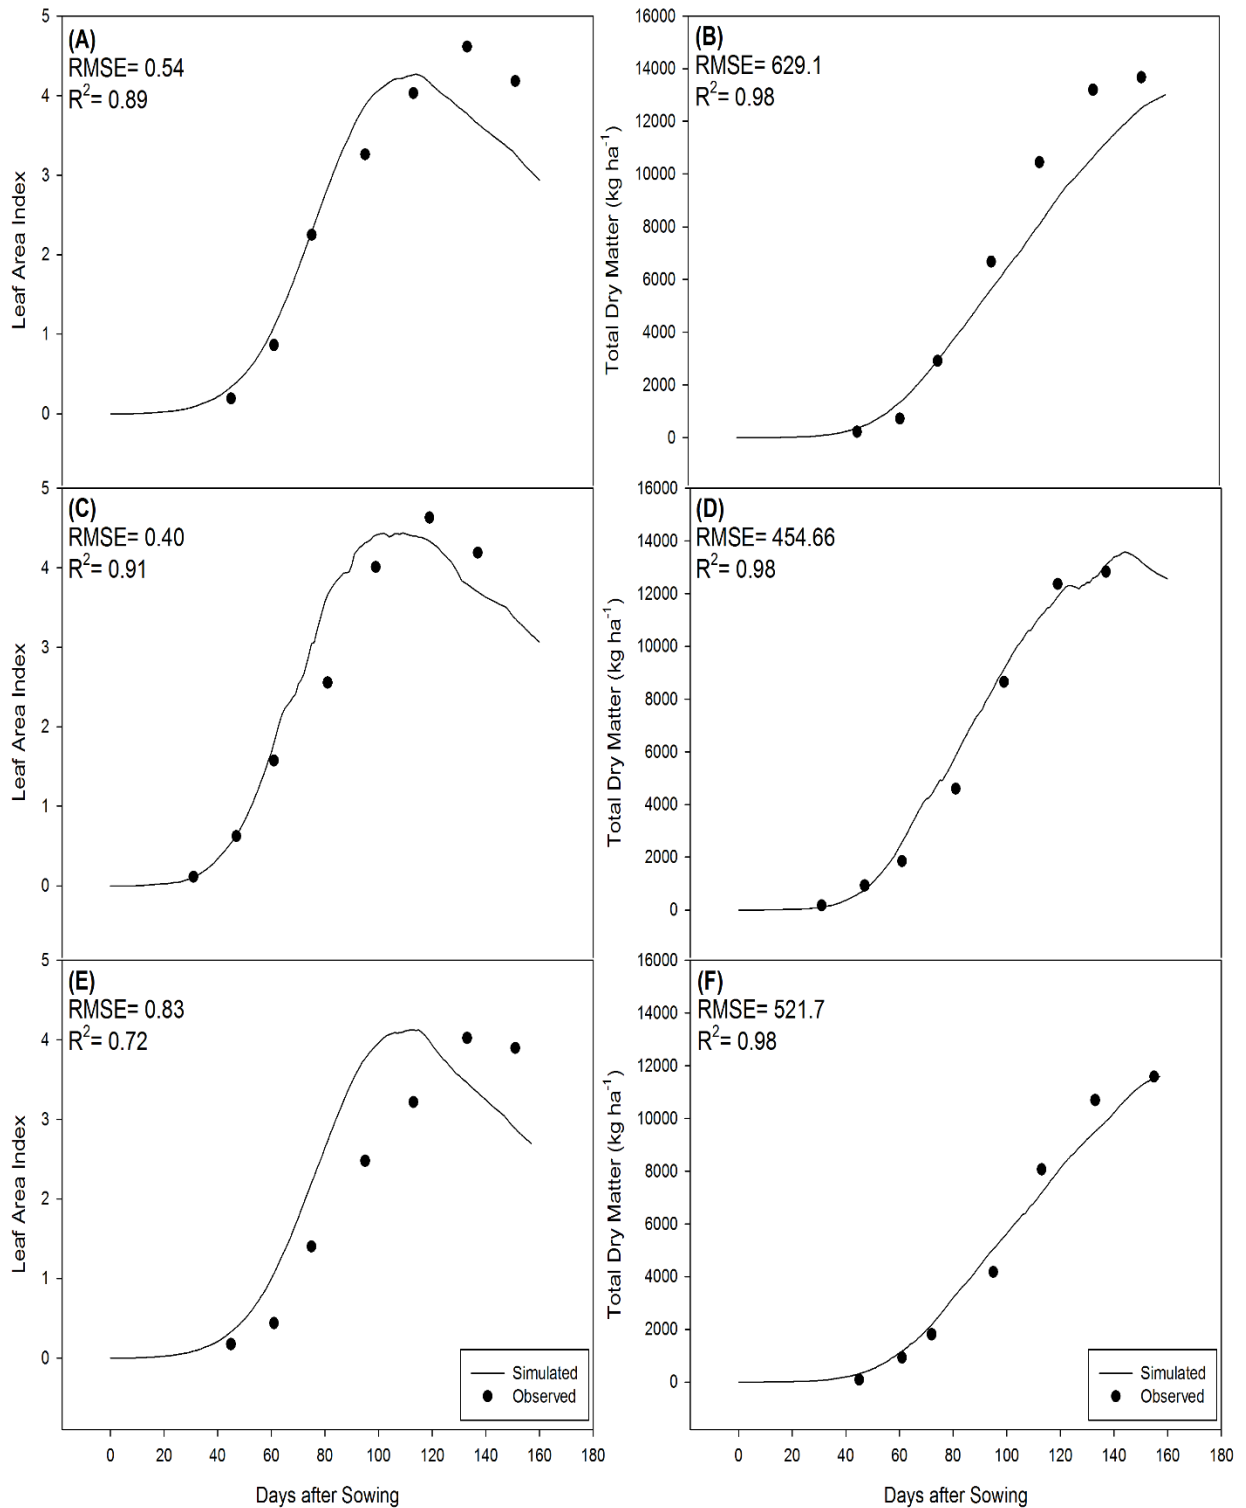 5
4
3
2
1
0
Leaf Area Index
(A)
RMSE= 0.54
R²= 0.89
16000
14000
12000
10000
8000
6000
4000
2000
0
Total Dry Matter (kg ha⁻¹)
(B)
RMSE= 629.1
R²= 0.98
5
4
3
2
1
0
Leaf Area Index
(C)
RMSE= 0.40
R²= 0.91
16000
14000
12000
10000
8000
6000
4000
2000
0
Total Dry Matter (kg ha⁻¹)
(D)
RMSE= 454.66
R²= 0.98
5
4
3
2
1
0
Leaf Area Index
(E)
RMSE= 0.83
R²= 0.72
Simulated
Observed
0 20 40 60 80 100 120 140 160 180
Days after Sowing
16000
14000
12000
10000
8000
6000
4000
2000
0
Total Dry Matter (kg ha⁻¹)
(F)
RMSE= 521.7
R²= 0.98
Simulated
Observed
0 20 40 60 80 100 120 140 160 180
Days after Sowing